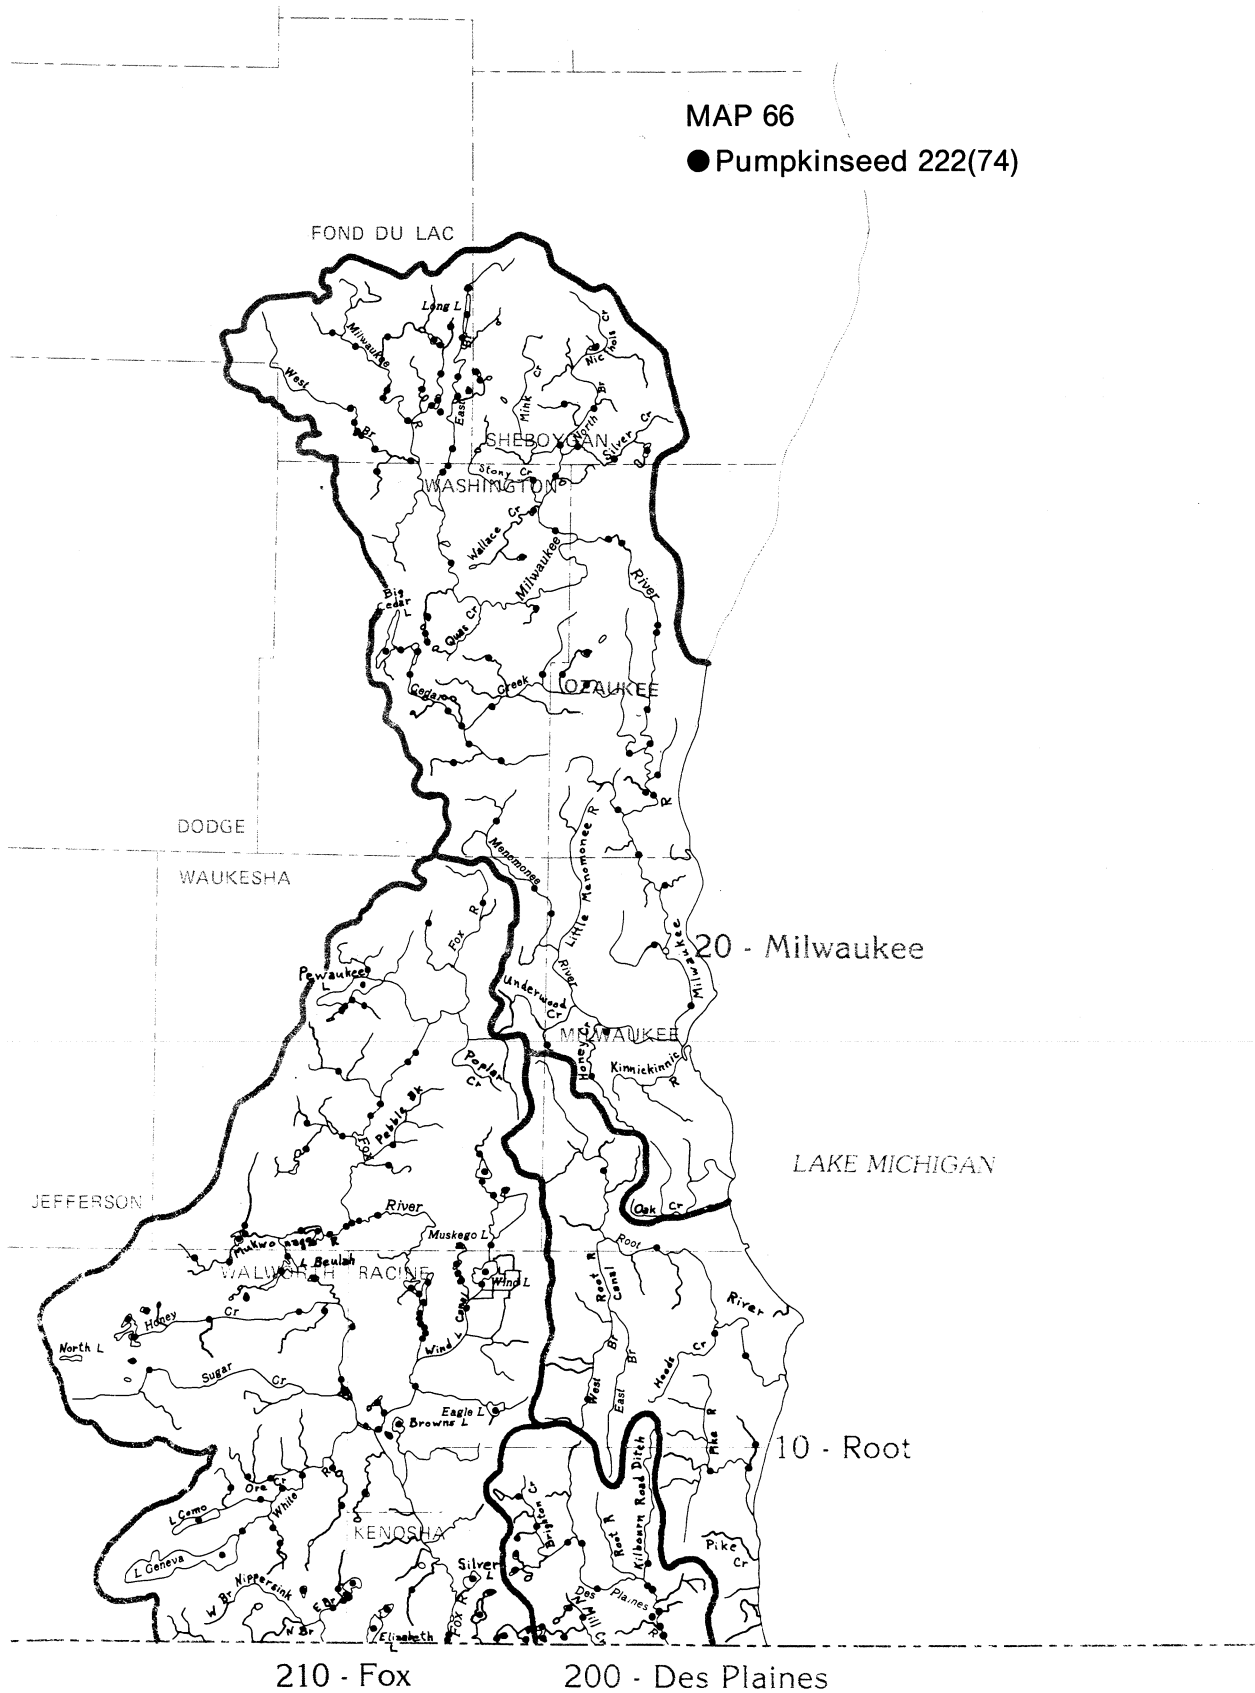 MAP 66
● Pumpkinseed 222(74)
FOND DU LAC
Long L
Milwaukee
Nichols Cr
West
Br
R
East
Mink Cr
North Br
Silver Cr
SHEBOYGAN
Stony Cr
WASHINGTON
Wallace Cr
Milwaukee
River
Big Cedar L
Quas Cr
Cedar Creek
OZAUKEE
R
DODGE
Menomonee
Little Menomonee R
WAUKESHA
Fox R
20 - Milwaukee
Milwaukee
Pewaukee L
River
Underwood Cr
MILWAUKEE
Honey
Kinnickinnic R
Poplar Cr
Pebble Bk
Fox
LAKE MICHIGAN
JEFFERSON
Oak Cr
River
Muskego L
Root
Mukwonago R
L Beulah
WALWORTH
RACINE
Wind L
Root R Canal
River
Honey Cr
Wind L Canal
North L
Sugar Cr
West Br
East Br
Hoods Cr
Eagle L
Browns L
Pike R
10 - Root
Ore Cr
White R
L Como
KENOSHA
Brighton Cr
Root R
Kilbourn Road Ditch
Pike Cr
L Geneva
Silver L
W Br Nippersink
E Br
N Br
Elizabeth L
Fox R
Des Plaines R
N Mill C
210 - Fox
200 - Des Plaines